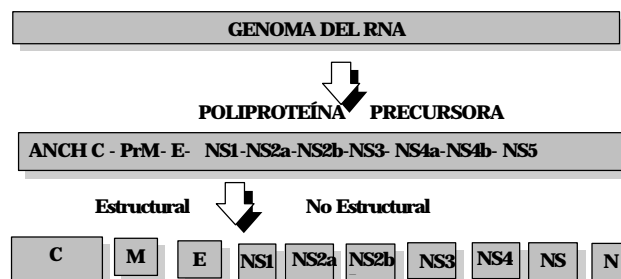 GENOMA DEL RNA
POLIPROTEÍNA PRECURSORA
ANCH C - PrM- E- NS1-NS2a-NS2b-NS3- NS4a-NS4b- NS5
Estructural No Estructural
C M E NS1 NS2a NS2b NS3 NS4 NS N